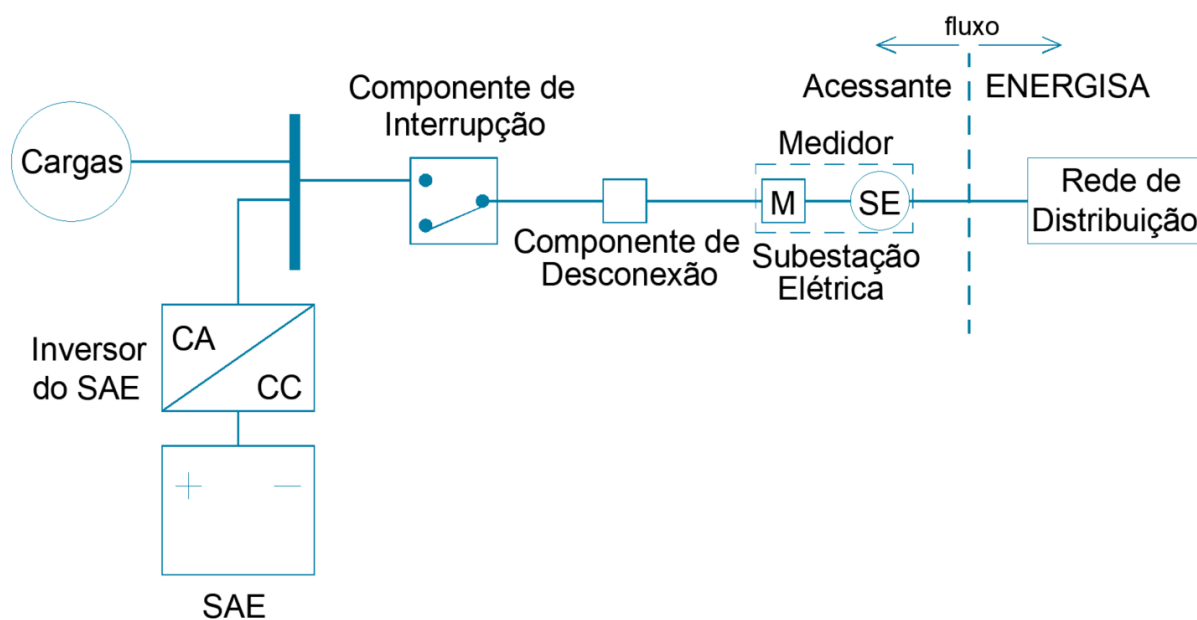 fluxo
Acessante
ENERGISA
Componente de
Interrupção
Cargas
Medidor
M
SE
Rede de
Distribuição
Componente de
Desconexão
Subestação
Elétrica
Inversor
do SAE
CA
CC
+
−
SAE